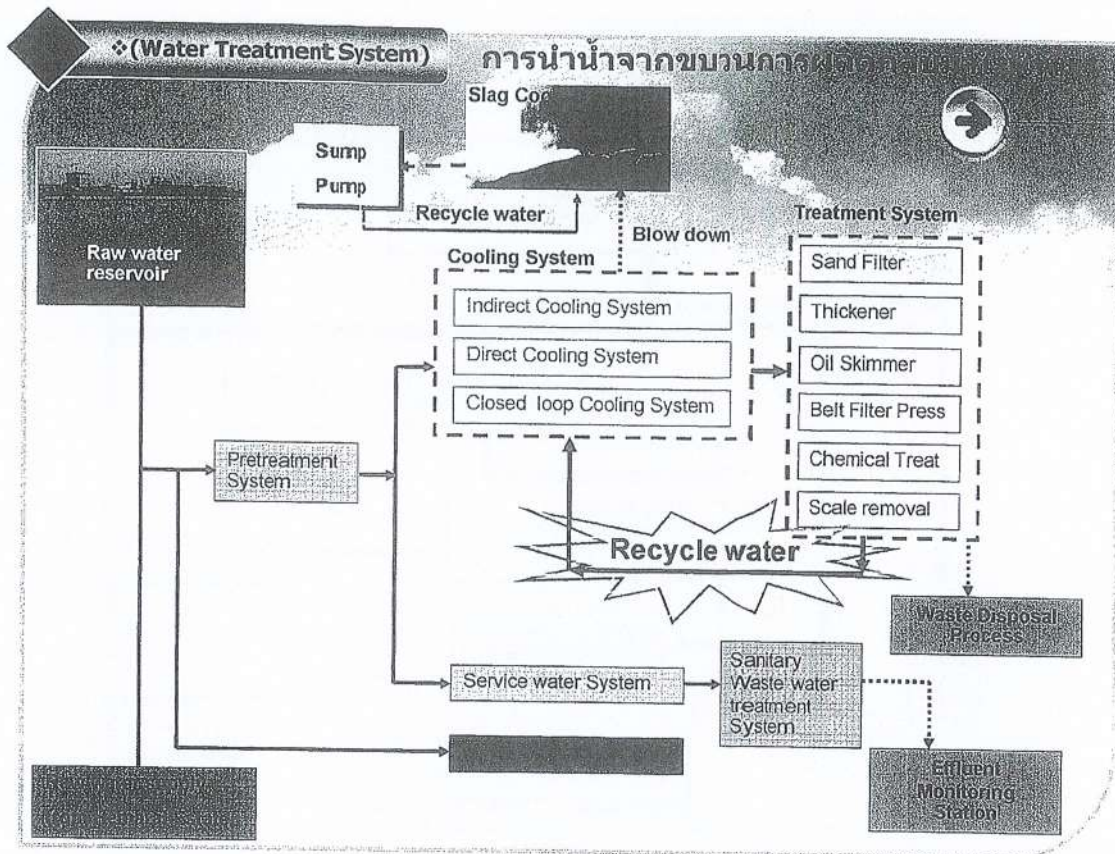 ❖(Water Treatment System)
การนำน้ำจากขบวนการผลิต
Slag
Sump
Pump
Recycle water
Raw water
reservoir
Blow down
Treatment System
Cooling System
Indirect Cooling System
Direct Cooling System
Closed loop Cooling System
Sand Filter
Thickener
Oil Skimmer
Belt Filter Press
Chemical Treat
Scale removal
Pretreatment
System
Recycle water
Waste Disposal
Process
Service water System
Sanitary
Waste water
treatment
System
Effluent
Monitoring
Station